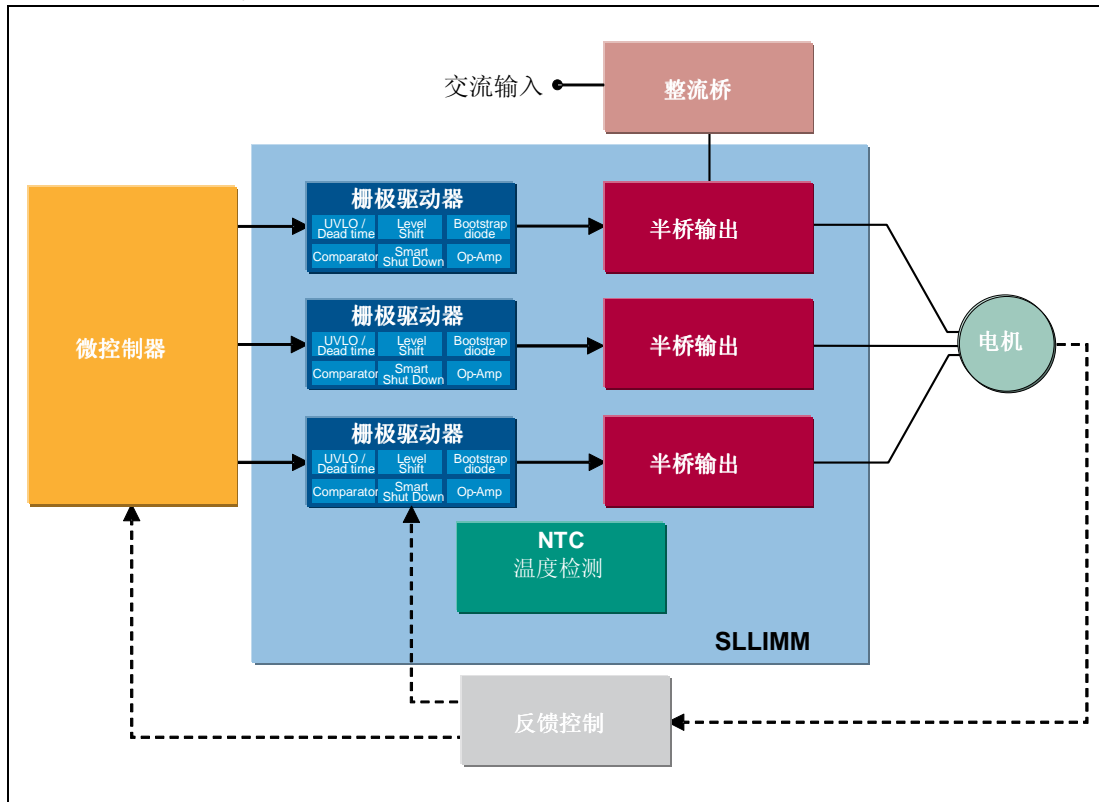 整流桥
交流输入
栅极驱动器
UVLO / Level Bootstrap
Dead time Shift diode
Comparator Smart Shut Down Op-Amp
半桥输出
微控制器
栅极驱动器
UVLO / Level Bootstrap
Dead time Shift diode
Comparator Smart Shut Down Op-Amp
半桥输出
电机
栅极驱动器
UVLO / Level Bootstrap
Dead time Shift diode
Comparator Smart Shut Down Op-Amp
半桥输出
NTC
温度检测
SLLIMM
反馈控制